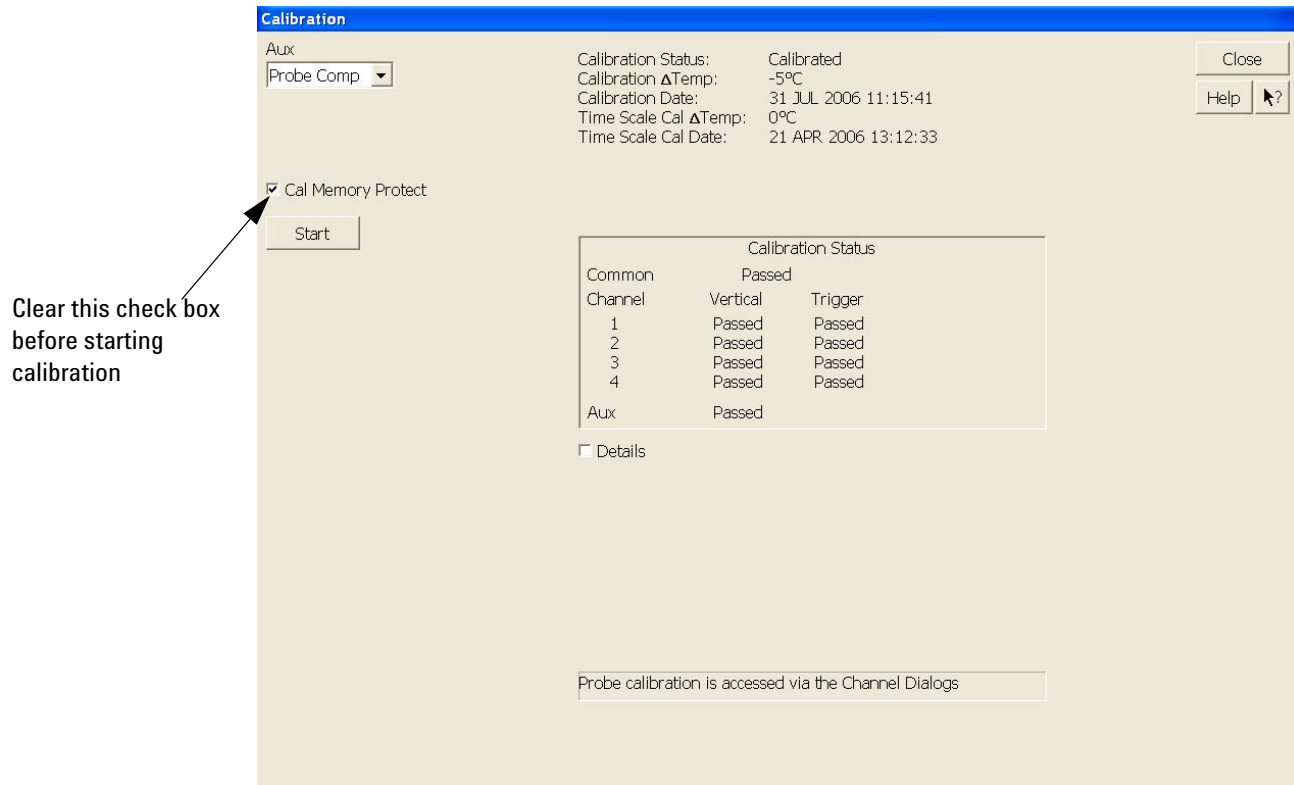 Calibration
Aux
Probe Comp
Calibration Status: Calibrated
Calibration ΔTemp: -5ºC
Calibration Date: 31 JUL 2006 11:15:41
Time Scale Cal ΔTemp: 0ºC
Time Scale Cal Date: 21 APR 2006 13:12:33
Close
Help ?
Cal Memory Protect
Start
Clear this check box
before starting
calibration
Calibration Status
Common Passed
Channel Vertical Trigger
1 Passed Passed
2 Passed Passed
3 Passed Passed
4 Passed Passed
Aux Passed
Details
Probe calibration is accessed via the Channel Dialogs